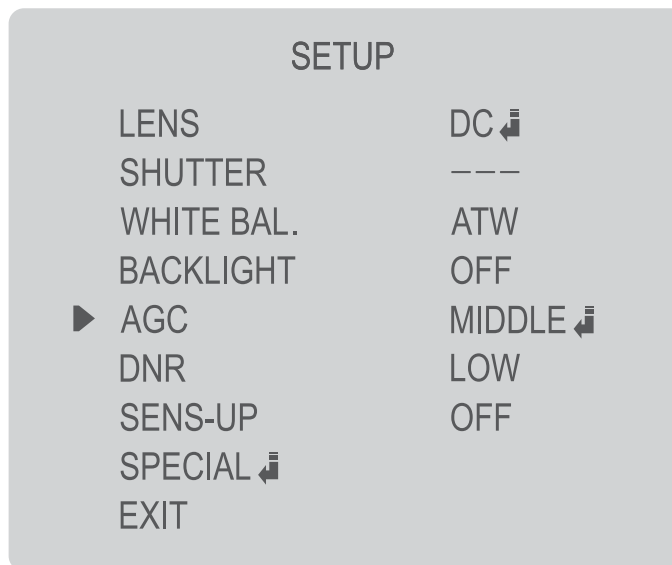 SETUP
LENS DC
SHUTTER ---
WHITE BAL. ATW
BACKLIGHT OFF
AGC MIDDLE
DNR LOW
SENS-UP OFF
SPECIAL
EXIT